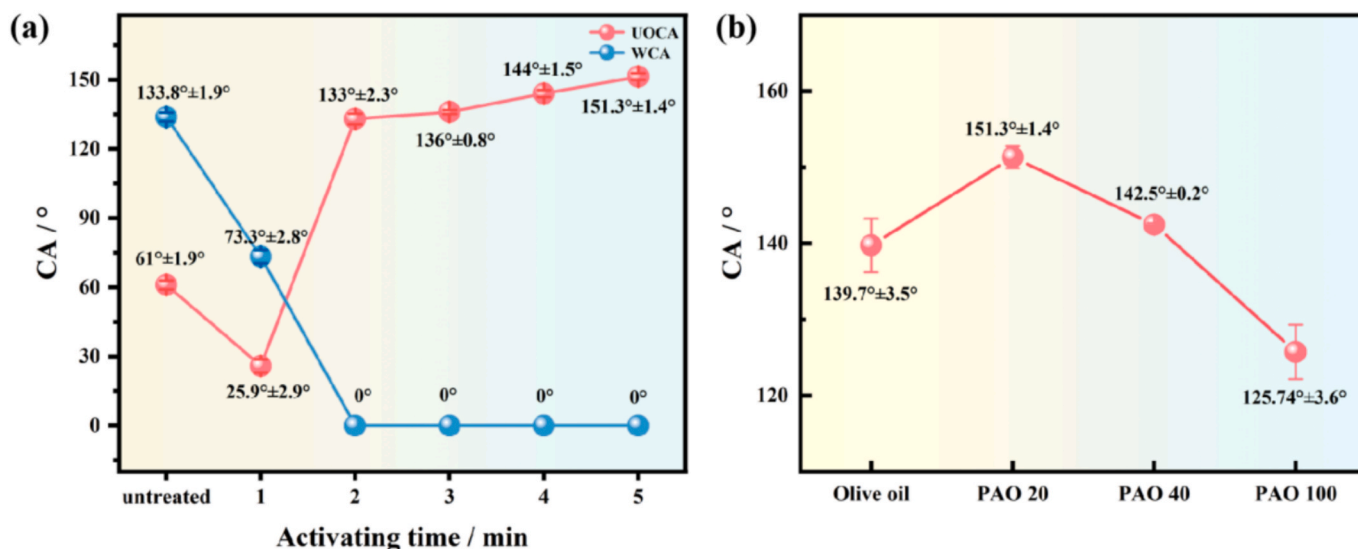 (a)
UOCA
WCA
CA / °
150
120
90
60
30
0
133.8°±1.9°
61°±1.9°
73.3°±2.8°
25.9°±2.9°
133°±2.3°
136°±0.8°
144°±1.5°
151.3°±1.4°
0°
0°
0°
0°
untreated
1
2
3
4
5
Activating time / min
(b)
CA / °
160
140
120
139.7°±3.5°
151.3°±1.4°
142.5°±0.2°
125.74°±3.6°
Olive oil
PAO 20
PAO 40
PAO 100